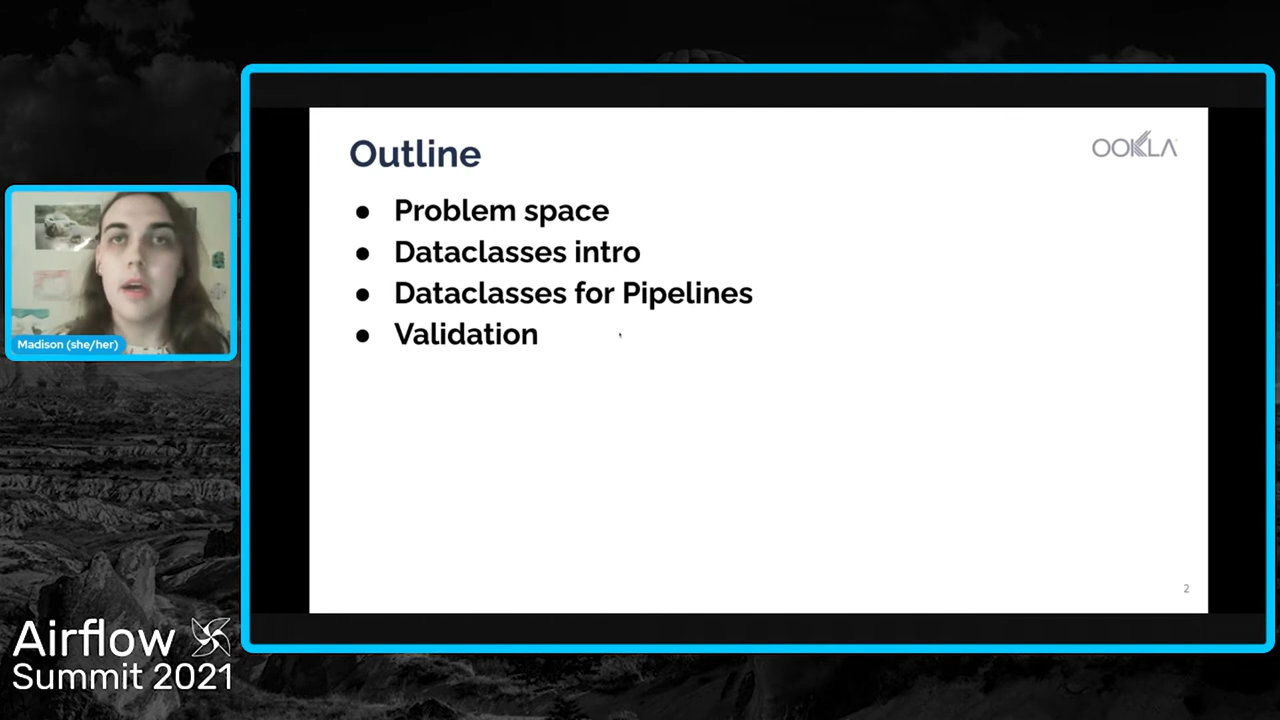 Outline
OOKLA
● Problem space
● Dataclasses intro
● Dataclasses for Pipelines
● Validation
2
Madison (she/her)
Airflow
Summit 2021